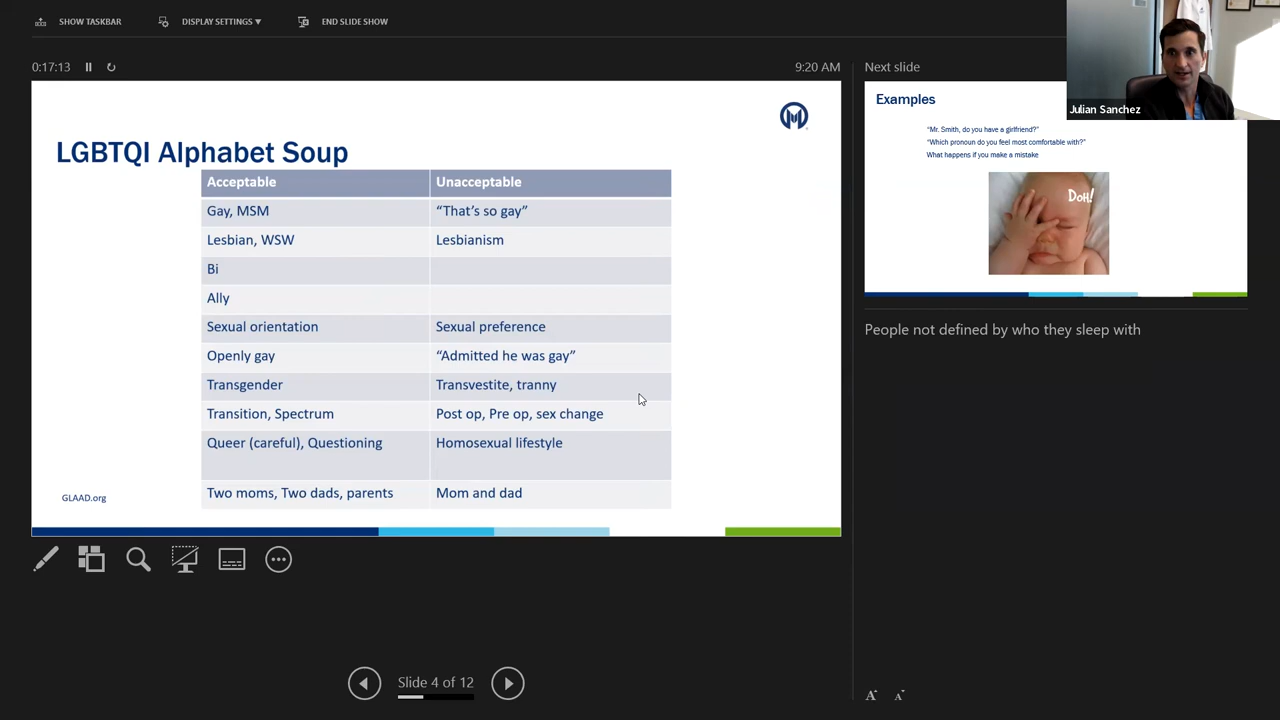 SHOW TASKBAR
DISPLAY SETTINGS ▼
END SLIDE SHOW
0:17:13
9:20 AM
LGBTQI Alphabet Soup
Acceptable Unacceptable
Gay, MSM “That’s so gay”
Lesbian, WSW Lesbianism
Bi
Ally
Sexual orientation Sexual preference
Openly gay “Admitted he was gay”
Transgender Transvestite, tranny
Transition, Spectrum Post op, Pre op, sex change
Queer (careful), Questioning Homosexual lifestyle
Two moms, Two dads, parents Mom and dad
GLAAD.org
Slide 4 of 12
Next slide
Examples
“Mr. Smith, do you have a girlfriend?”
“Which pronoun do you feel most comfortable with?”
What happens if you make a mistake
DOH!
Julian Sanchez
People not defined by who they sleep with
A A